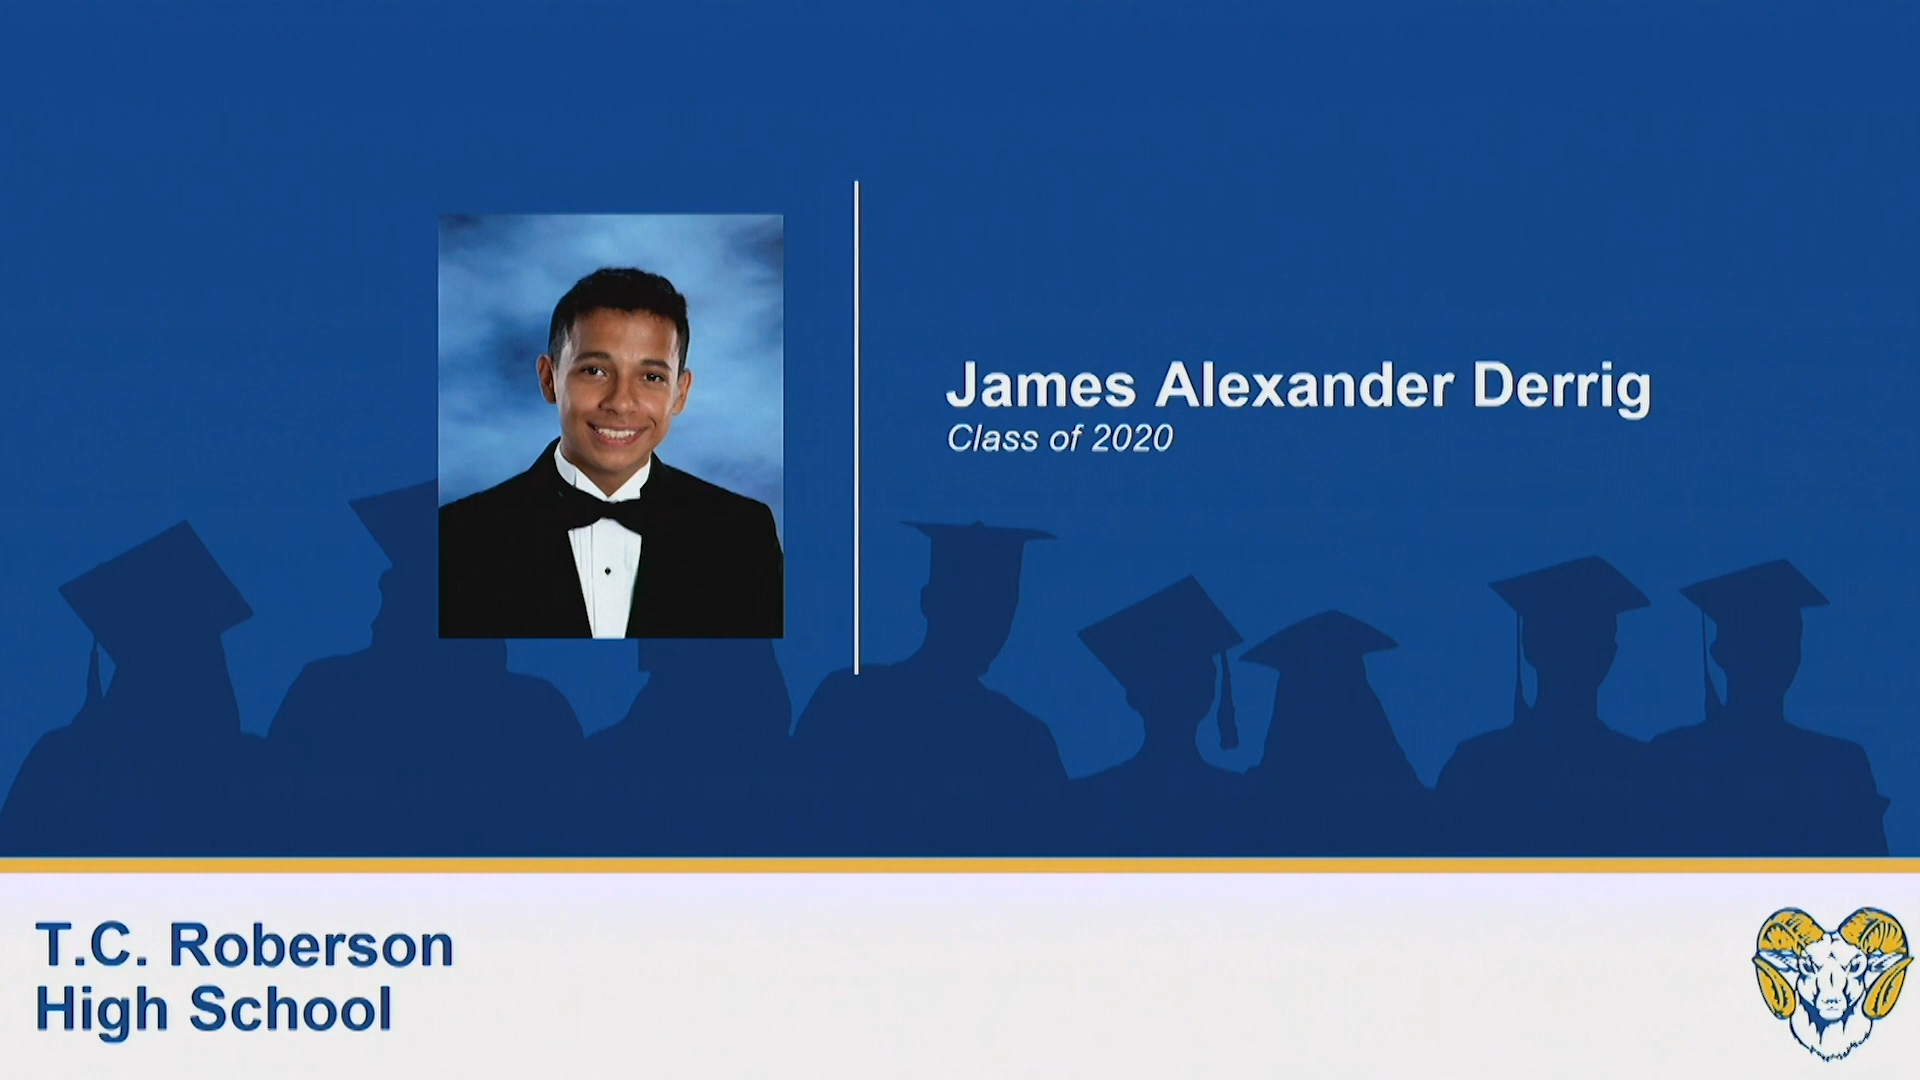 James Alexander Derrig
Class of 2020
T.C. Roberson
High School